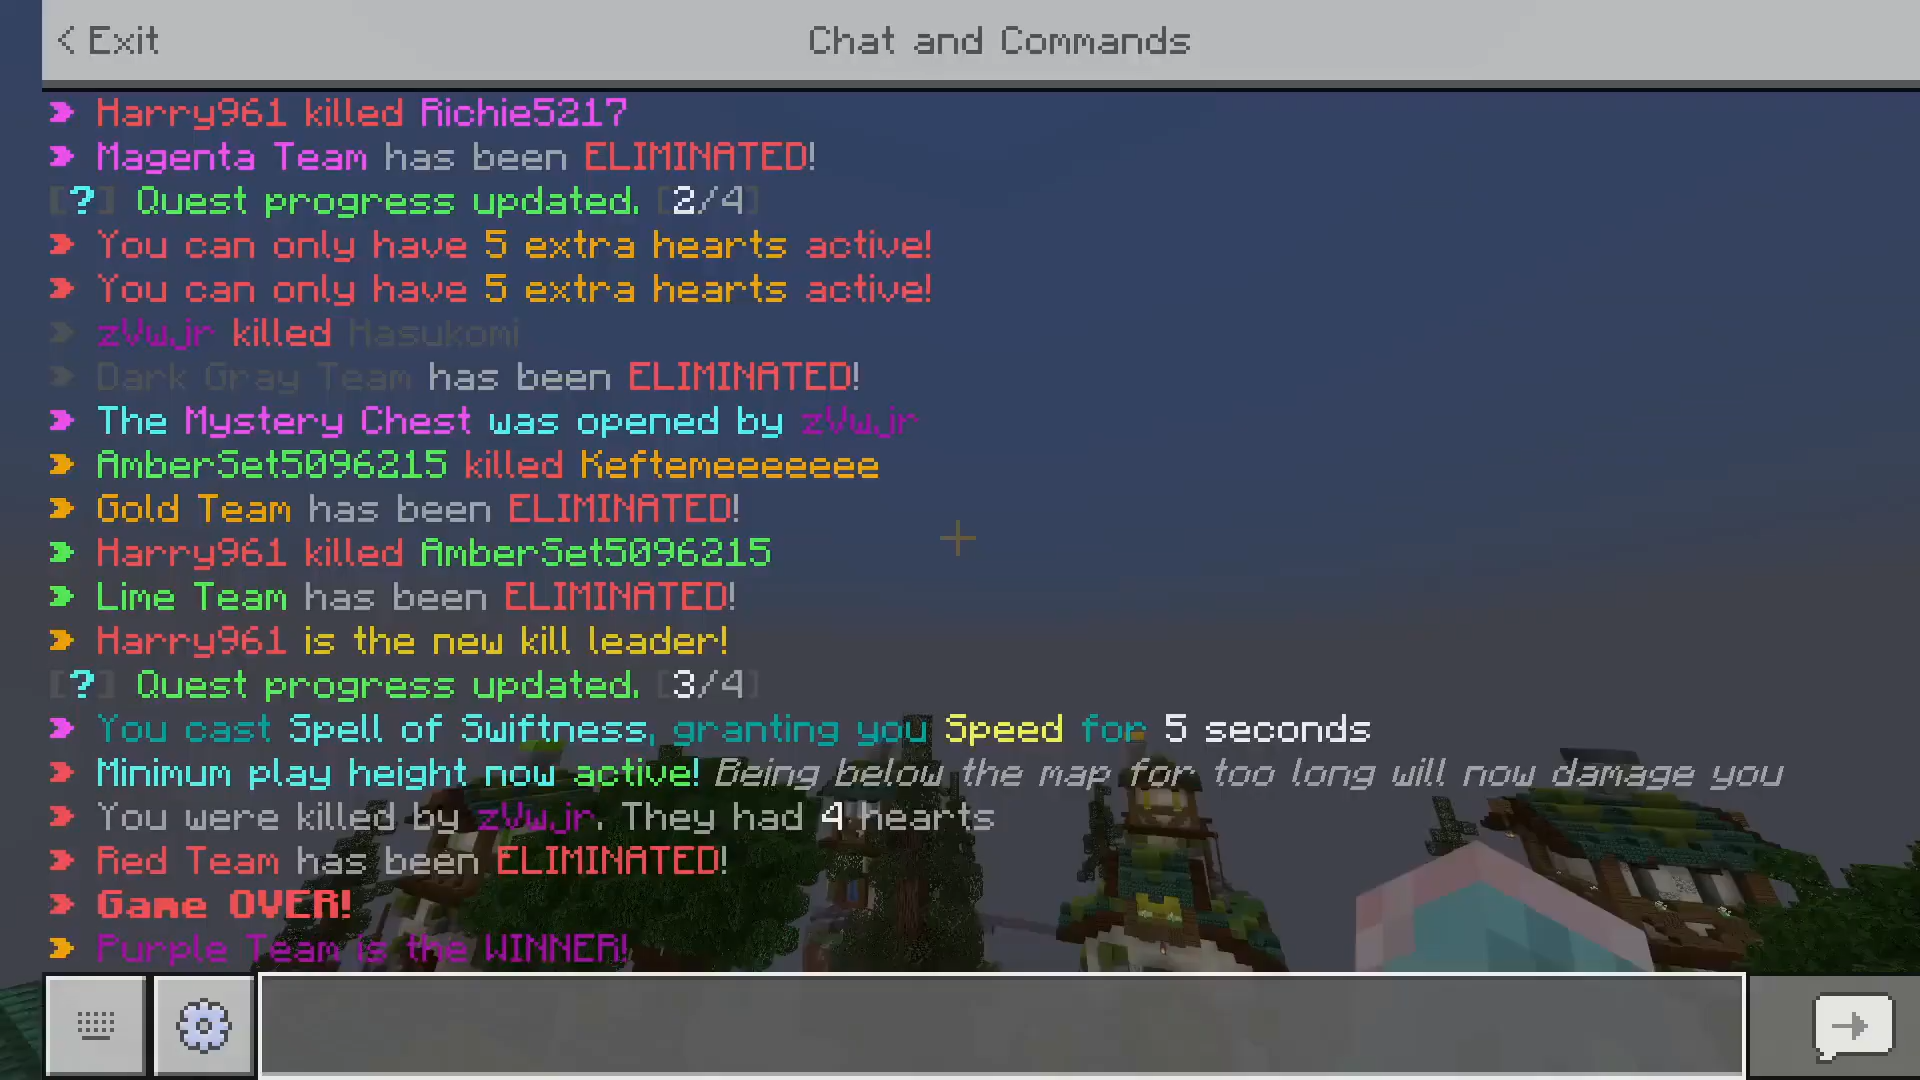 < Exit
Chat and Commands
Harry961 killed Richie5217
Magenta Team has been ELIMINATED!
[?] Quest progress updated. [2/4]
You can only have 5 extra hearts active!
You can only have 5 extra hearts active!
zVwjr killed Hasukomi
Dark Gray Team has been ELIMINATED!
The Mystery Chest was opened by zVwjr
AmberSet5096215 killed Keftemeeeeeee
Gold Team has been ELIMINATED!
Harry961 killed AmberSet5096215
Lime Team has been ELIMINATED!
Harry961 is the new kill leader!
[?] Quest progress updated. [3/4]
You cast Spell of Swiftness, granting you Speed for 5 seconds
Minimum play height now active! Being below the map for too long will now damage you
You were killed by zVwjr. They had 4 hearts
Red Team has been ELIMINATED!
Game OVER!
Purple Team is the WINNER!